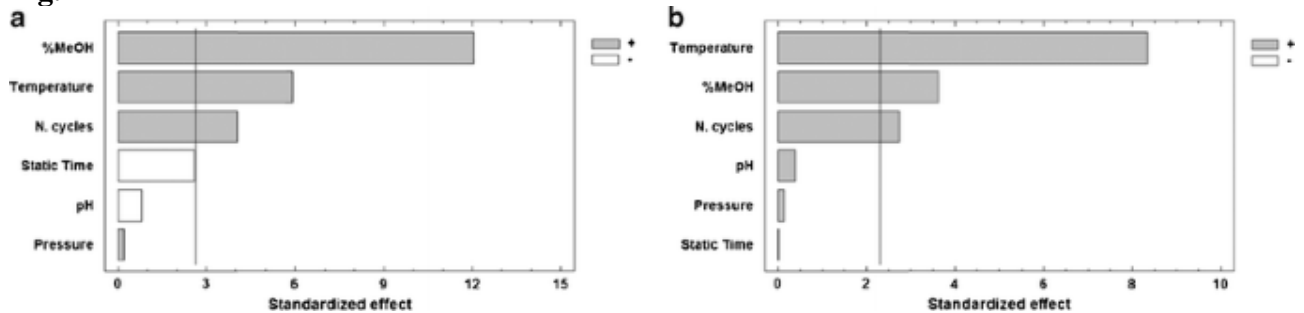 a
%MeOH
Temperature
N. cycles
Static Time
pH
Pressure
0 3 6 9 12 15
Standardized effect
+
-
b
Temperature
%MeOH
N. cycles
pH
Pressure
Static Time
0 2 4 6 8 10
Standardized effect
+
-